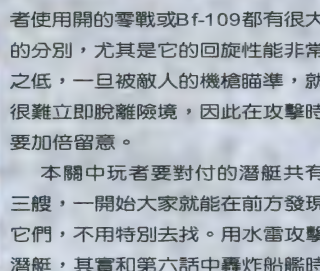 者使用開的零戰或Bf-109都有很大
的分別，尤其是它的回旋性能非常
之低，一旦被敵人的機槍瞄準，就
很難立即脫離險境，因此在攻擊時
要加倍留意。
本關中玩者要對付的潛艇共有
三艘，一開始大家就能在前方發現
它們，不用特別去找。用水雷攻擊
潛艇，其實和第六話中轟炸船艦時